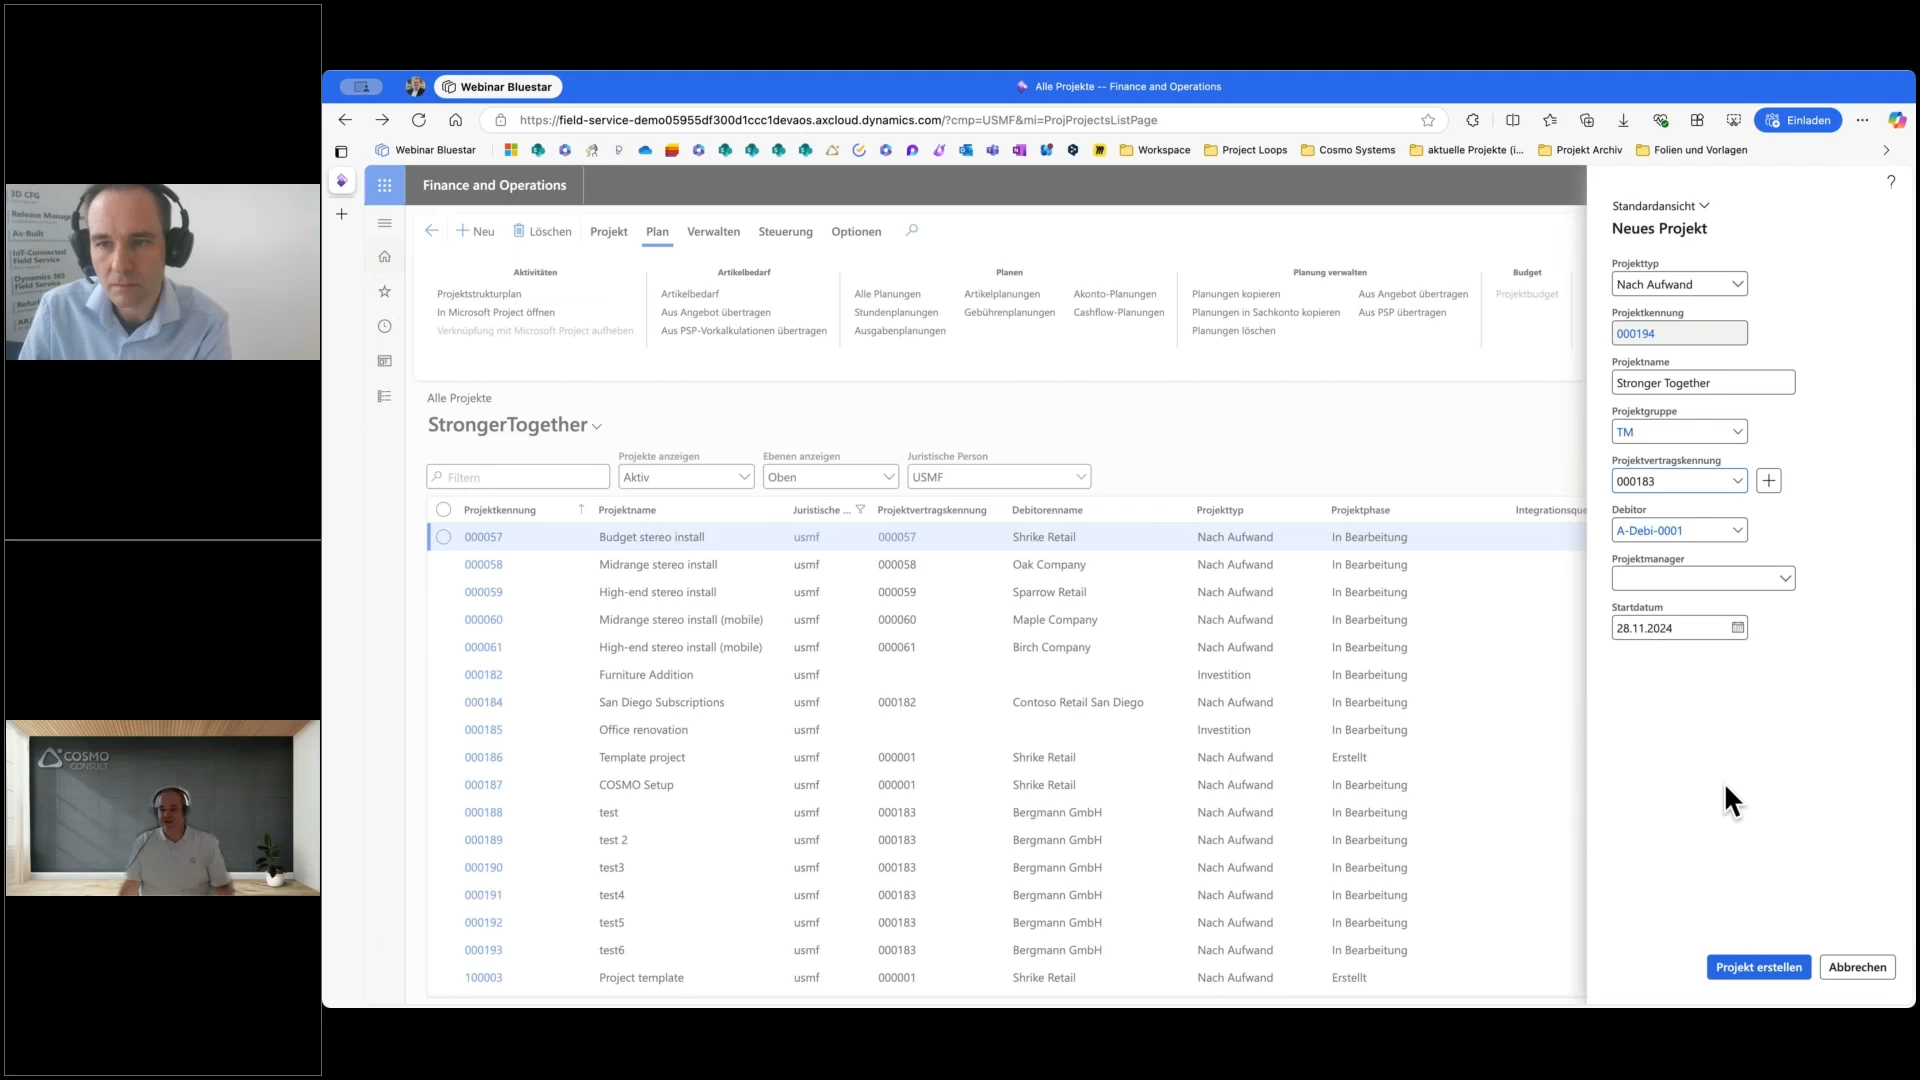 3D CFG
Release Manage
As-Built
IoT-Connected
Field Service
Dynamics 365
Field Service
COSMO
CONSULT
Webinar Bluestar
Alle Projekte -- Finance and Operations
https://field-service-demo05955df300d1ccc1devaos.axcloud.dynamics.com/?cmp=USMF&mi=ProjProjectsListPage
Einladen
Webinar Bluestar
Workspace
Project Loops
Cosmo Systems
aktuelle Projekte (i...
Projekt Archiv
Folien und Vorlagen
Finance and Operations
Neu
Löschen
Projekt
Plan
Verwalten
Steuerung
Optionen
Aktivitäten
Projektstrukturplan
In Microsoft Project öffnen
Verknüpfung mit Microsoft Project aufheben
Artikelbedarf
Artikelbedarf
Aus Angebot übertragen
Aus PSP-Vorkalkulationen übertragen
Planen
Alle Planungen
Stundenplanungen
Ausgabenplanungen
Artikelplanungen
Gebührenplanungen
Akonto-Planungen
Cashflow-Planungen
Planung verwalten
Planungen kopieren
Planungen in Sachkonto kopieren
Planungen löschen
Aus Angebot übertragen
Aus PSP übertragen
Budget
Projektbudget
Alle Projekte
StrongerTogether
Filtern
Projekte anzeigen
Aktiv
Ebenen anzeigen
Oben
Juristische Person
USMF
Projektkennung Projektname Juristische ... Projektvertragskennung Debitorenname Projekttyp Projektphase Integrationsque
000057 Budget stereo install usmf 000057 Shrike Retail Nach Aufwand In Bearbeitung
000058 Midrange stereo install usmf 000058 Oak Company Nach Aufwand In Bearbeitung
000059 High-end stereo install usmf 000059 Sparrow Retail Nach Aufwand In Bearbeitung
000060 Midrange stereo install (mobile) usmf 000060 Maple Company Nach Aufwand In Bearbeitung
000061 High-end stereo install (mobile) usmf 000061 Birch Company Nach Aufwand In Bearbeitung
000182 Furniture Addition usmf Investition In Bearbeitung
000184 San Diego Subscriptions usmf 000182 Contoso Retail San Diego Nach Aufwand In Bearbeitung
000185 Office renovation usmf Investition In Bearbeitung
000186 Template project usmf 000001 Shrike Retail Nach Aufwand Erstellt
000187 COSMO Setup usmf 000001 Shrike Retail Nach Aufwand In Bearbeitung
000188 test usmf 000183 Bergmann GmbH Nach Aufwand In Bearbeitung
000189 test 2 usmf 000183 Bergmann GmbH Nach Aufwand In Bearbeitung
000190 test3 usmf 000183 Bergmann GmbH Nach Aufwand In Bearbeitung
000191 test4 usmf 000183 Bergmann GmbH Nach Aufwand In Bearbeitung
000192 test5 usmf 000183 Bergmann GmbH Nach Aufwand In Bearbeitung
000193 test6 usmf 000183 Bergmann GmbH Nach Aufwand In Bearbeitung
100003 Project template usmf 000001 Shrike Retail Nach Aufwand Erstellt
?
Standardansicht
Neues Projekt
Projekttyp
Nach Aufwand
Projektkennung
000194
Projektname
Stronger Together
Projektgruppe
TM
Projektvertragskennung
000183
Debitor
A-Debi-0001
Projektmanager
Startdatum
28.11.2024
Projekt erstellen
Abbrechen